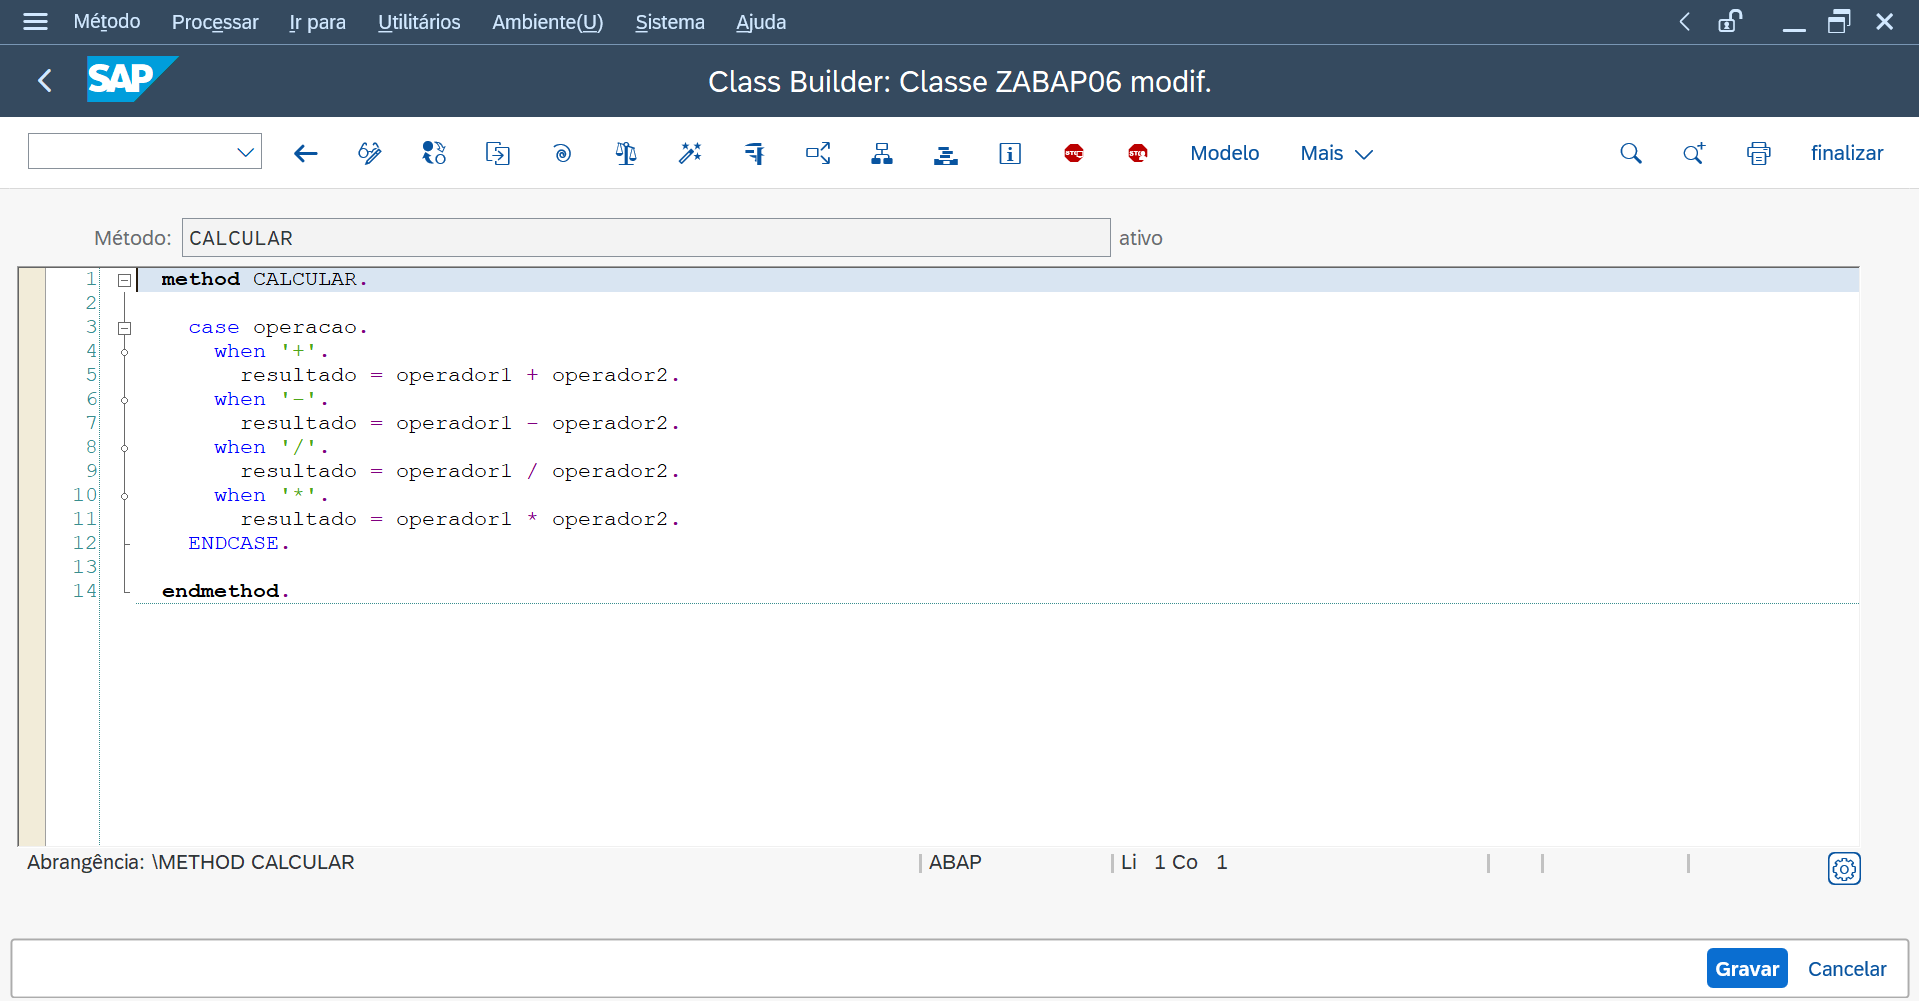 Método Processar Ir para Utilitários Ambiente(U) Sistema Ajuda
SAP Class Builder: Classe ZABAP06 modif.
STO STO Modelo Mais finalizar
Método: CALCULAR ativo
1 method CALCULAR.
2
3 case operacao.
4 when '+'.
5 resultado = operador1 + operador2.
6 when '-'.
7 resultado = operador1 - operador2.
8 when '/'.
9 resultado = operador1 / operador2.
10 when '*'.
11 resultado = operador1 * operador2.
12 ENDCASE.
13
14 endmethod.
Abrangência: \METHOD CALCULAR ABAP Li 1 Co 1
Gravar Cancelar